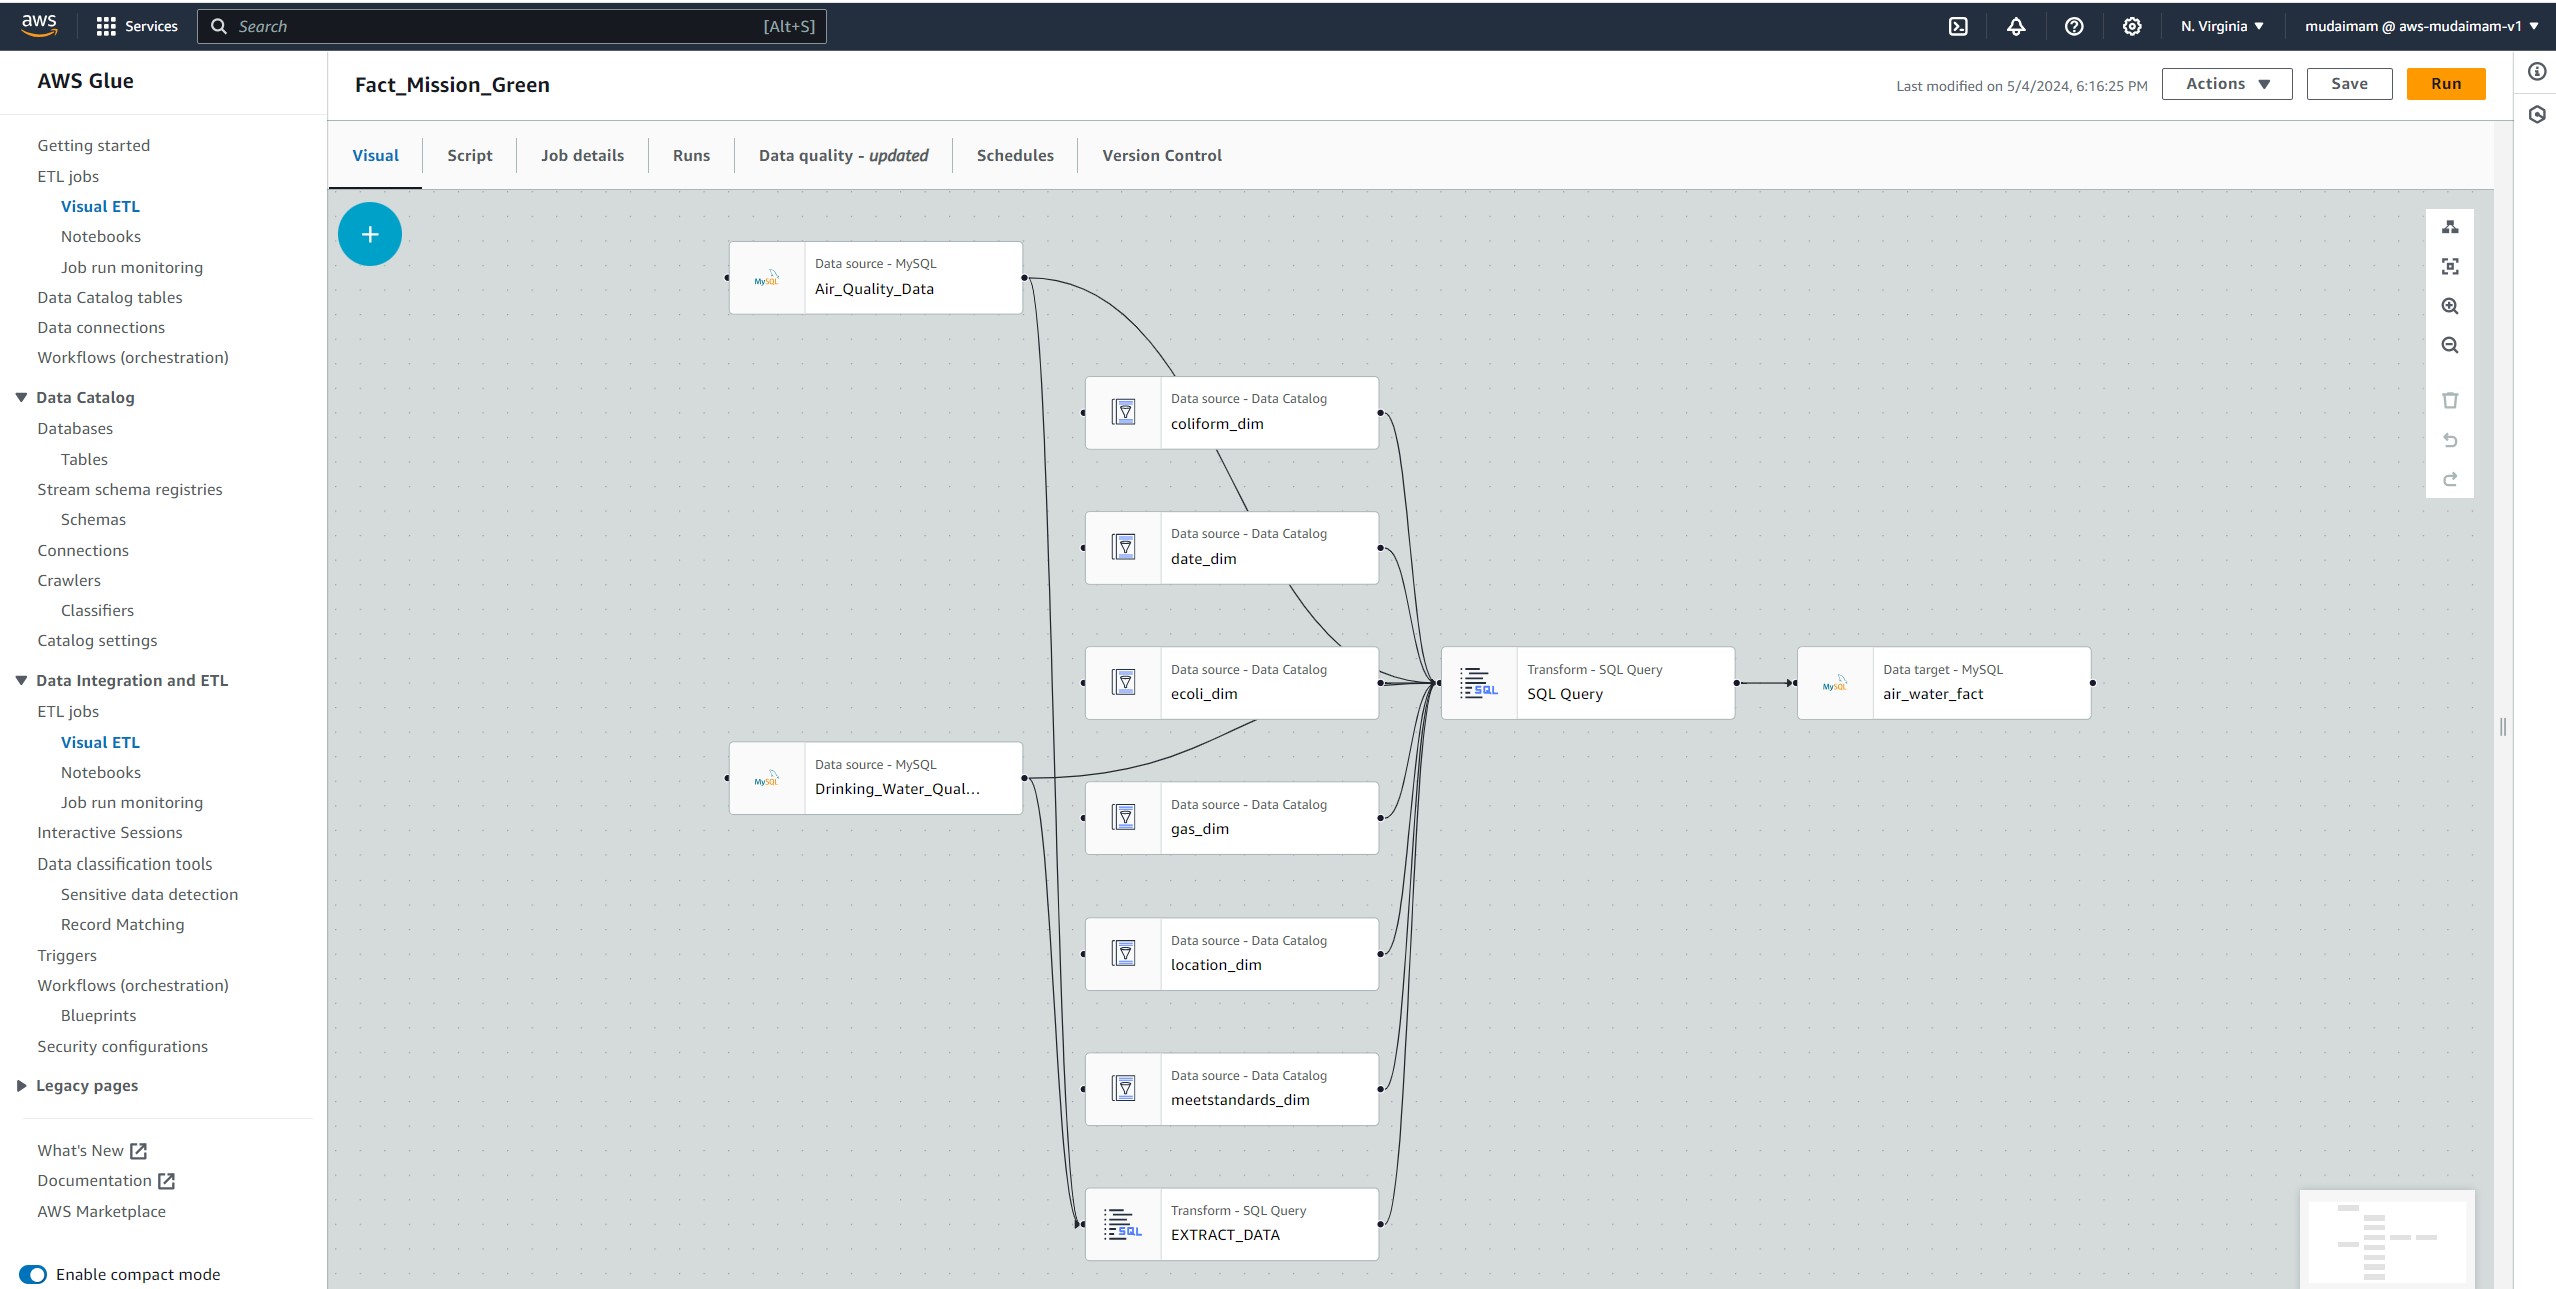 aws
Services
Search
[Alt+S]
N. Virginia
mudaimam @ aws-mudaimam-v1
AWS Glue
Getting started
ETL jobs
Visual ETL
Notebooks
Job run monitoring
Data Catalog tables
Data connections
Workflows (orchestration)
Data Catalog
Databases
Tables
Stream schema registries
Schemas
Connections
Crawlers
Classifiers
Catalog settings
Data Integration and ETL
ETL jobs
Visual ETL
Notebooks
Job run monitoring
Interactive Sessions
Data classification tools
Sensitive data detection
Record Matching
Triggers
Workflows (orchestration)
Blueprints
Security configurations
Legacy pages
What's New
Documentation
AWS Marketplace
Enable compact mode
Fact_Mission_Green
Last modified on 5/4/2024, 6:16:25 PM
Actions
Save
Run
Visual
Script
Job details
Runs
Data quality - updated
Schedules
Version Control
MySQL
Data source - MySQL
Air_Quality_Data
Data source - Data Catalog
coliform_dim
Data source - Data Catalog
date_dim
Data source - Data Catalog
ecoli_dim
SQL
Transform - SQL Query
SQL Query
MySQL
Data target - MySQL
air_water_fact
MySQL
Data source - MySQL
Drinking_Water_Qual...
Data source - Data Catalog
gas_dim
Data source - Data Catalog
location_dim
Data source - Data Catalog
meetstandards_dim
SQL
Transform - SQL Query
EXTRACT_DATA